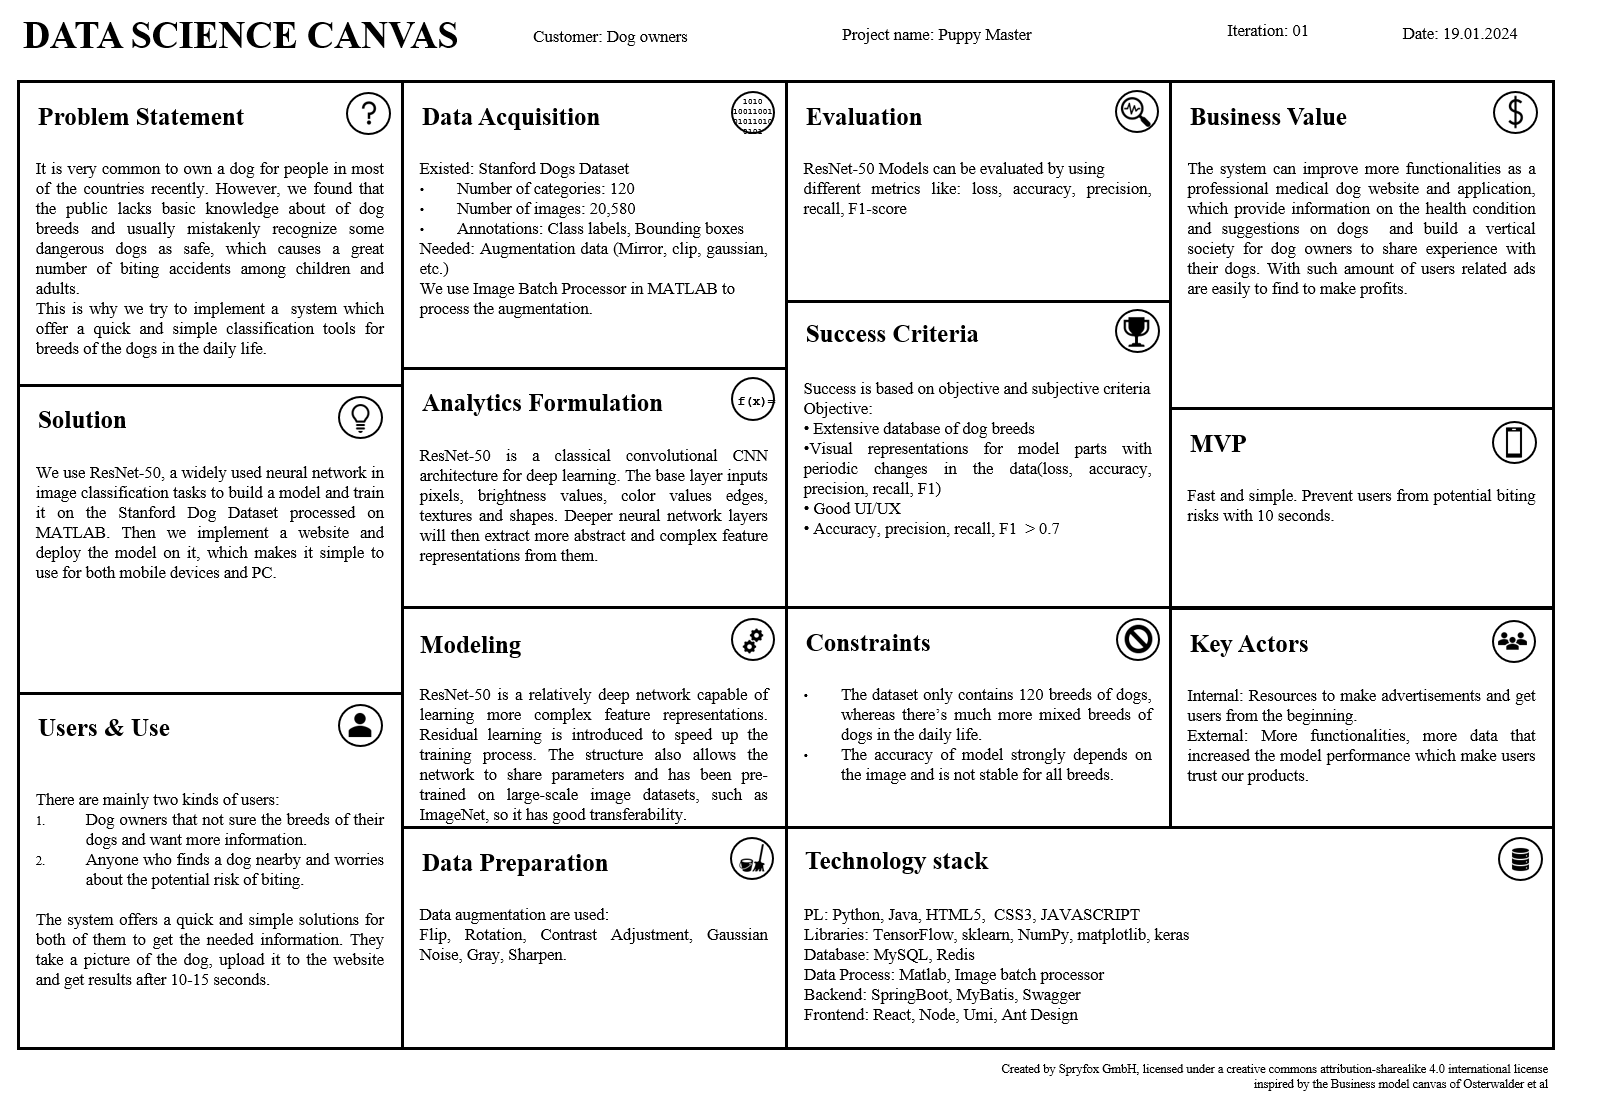 DATA SCIENCE CANVAS
Customer: Dog owners
Project name: Puppy Master
Iteration: 01
Date: 19.01.2024
Problem Statement
?
It is very common to own a dog for people in most
of the countries recently. However, we found that
the public lacks basic knowledge about of dog
breeds and usually mistakenly recognize some
dangerous dogs as safe, which causes a great
number of biting accidents among children and
adults.
This is why we try to implement a system which
offer a quick and simple classification tools for
breeds of the dogs in the daily life.
Solution
We use ResNet-50, a widely used neural network in
image classification tasks to build a model and train
it on the Stanford Dog Dataset processed on
MATLAB. Then we implement a website and
deploy the model on it, which makes it simple to
use for both mobile devices and PC.
Users & Use
There are mainly two kinds of users:
1. Dog owners that not sure the breeds of their
dogs and want more information.
2. Anyone who finds a dog nearby and worries
about the potential risk of biting.
The system offers a quick and simple solutions for
both of them to get the needed information. They
take a picture of the dog, upload it to the website
and get results after 10-15 seconds.
Data Acquisition
1010
10011001
01011010
0101
Existed: Stanford Dogs Dataset
• Number of categories: 120
• Number of images: 20,580
• Annotations: Class labels, Bounding boxes
Needed: Augmentation data (Mirror, clip, gaussian,
etc.)
We use Image Batch Processor in MATLAB to
process the augmentation.
Analytics Formulation
f(x)=
ResNet-50 is a classical convolutional CNN
architecture for deep learning. The base layer inputs
pixels, brightness values, color values edges,
textures and shapes. Deeper neural network layers
will then extract more abstract and complex feature
representations from them.
Modeling
ResNet-50 is a relatively deep network capable of
learning more complex feature representations.
Residual learning is introduced to speed up the
training process. The structure also allows the
network to share parameters and has been pre-
trained on large-scale image datasets, such as
ImageNet, so it has good transferability.
Data Preparation
Data augmentation are used:
Flip, Rotation, Contrast Adjustment, Gaussian
Noise, Gray, Sharpen.
Evaluation
ResNet-50 Models can be evaluated by using
different metrics like: loss, accuracy, precision,
recall, F1-score
Success Criteria
Success is based on objective and subjective criteria
Objective:
• Extensive database of dog breeds
•Visual representations for model parts with
periodic changes in the data(loss, accuracy,
precision, recall, F1)
• Good UI/UX
• Accuracy, precision, recall, F1 > 0.7
Constraints
• The dataset only contains 120 breeds of dogs,
whereas there’s much more mixed breeds of
dogs in the daily life.
• The accuracy of model strongly depends on
the image and is not stable for all breeds.
Business Value
$
The system can improve more functionalities as a
professional medical dog website and application,
which provide information on the health condition
and suggestions on dogs and build a vertical
society for dog owners to share experience with
their dogs. With such amount of users related ads
are easily to find to make profits.
MVP
Fast and simple. Prevent users from potential biting
risks with 10 seconds.
Key Actors
Internal: Resources to make advertisements and get
users from the beginning.
External: More functionalities, more data that
increased the model performance which make users
trust our products.
Technology stack
PL: Python, Java, HTML5, CSS3, JAVASCRIPT
Libraries: TensorFlow, sklearn, NumPy, matplotlib, keras
Database: MySQL, Redis
Data Process: Matlab, Image batch processor
Backend: SpringBoot, MyBatis, Swagger
Frontend: React, Node, Umi, Ant Design
Created by Spryfox GmbH, licensed under a creative commons attribution-sharealike 4.0 international license
inspired by the Business model canvas of Osterwalder et al